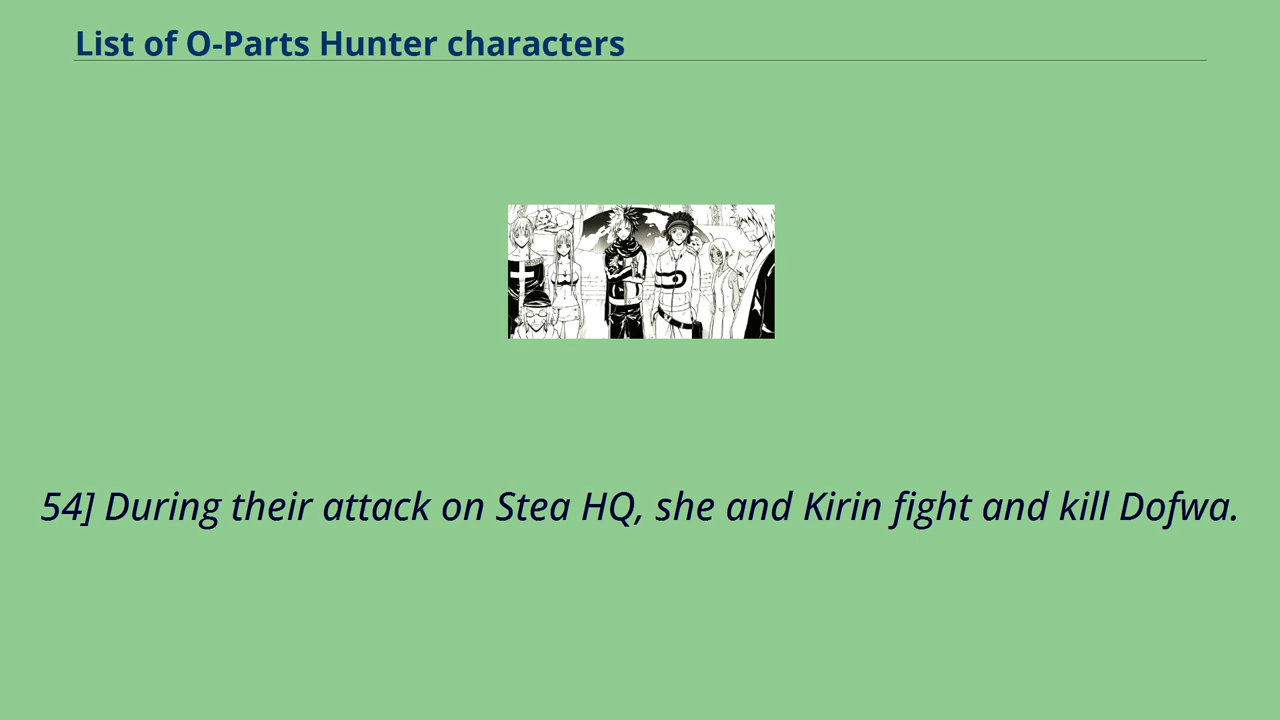 List of O-Parts Hunter characters
54] During their attack on Stea HQ, she and Kirin fight and kill Dofwa.